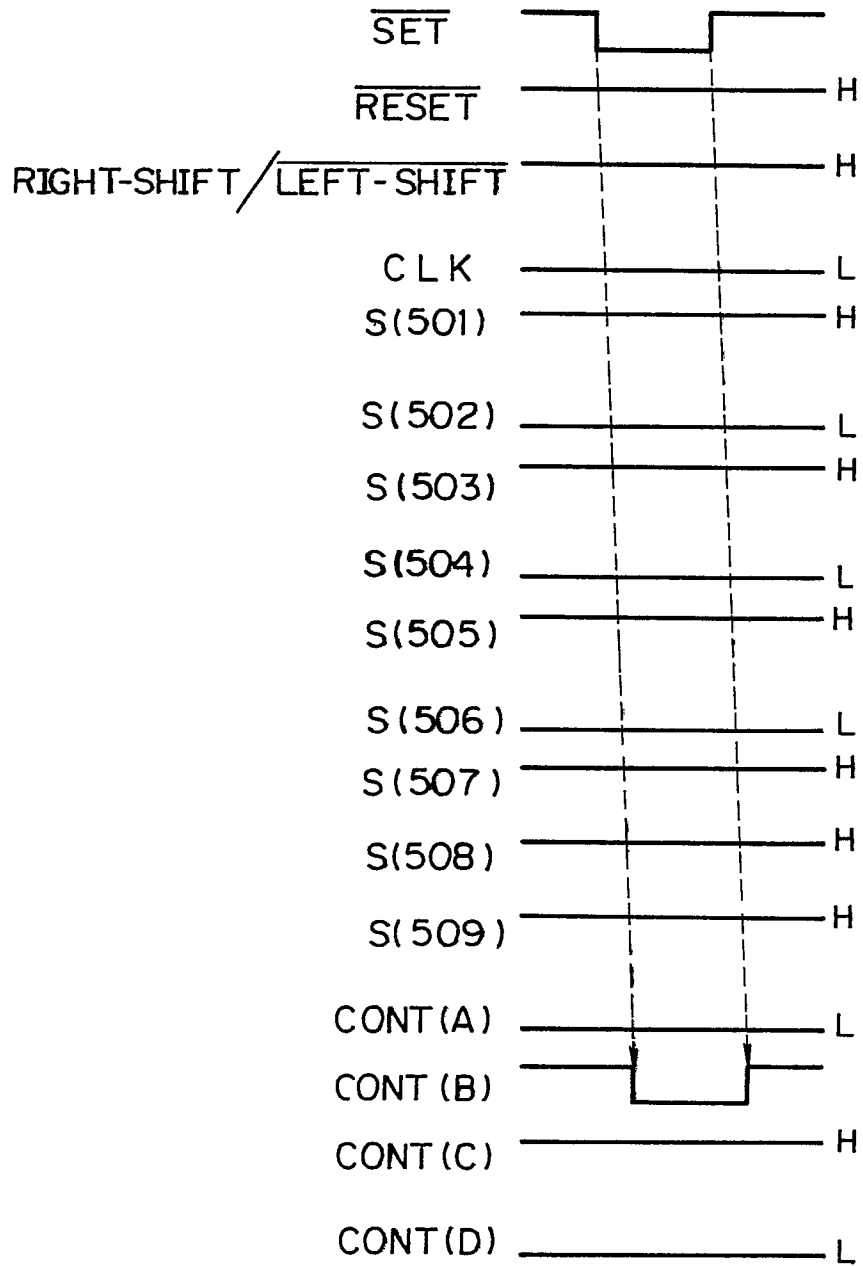 SET
RESET H
RIGHT-SHIFT/LEFT-SHIFT H
CLK L
S(501) H
S(502) L
S(503) H
S(504) L
S(505) H
S(506) L
S(507) H
S(508) H
S(509) H
CONT(A) L
CONT(B)
CONT(C) H
CONT(D) L